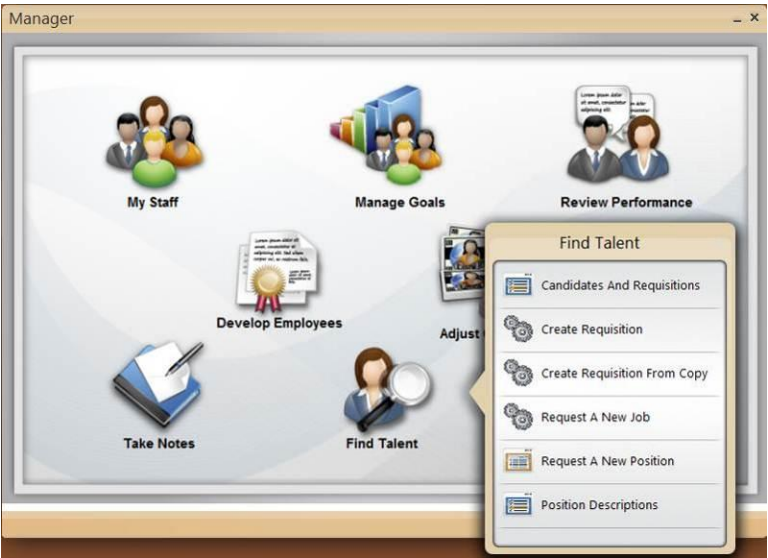 Manager
My Staff
Manage Goals
Review Performance
Develop Employees
Adjust
Take Notes
Find Talent
Find Talent
Candidates And Requisitions
Create Requisition
Create Requisition From Copy
Request A New Job
Request A New Position
Position Descriptions